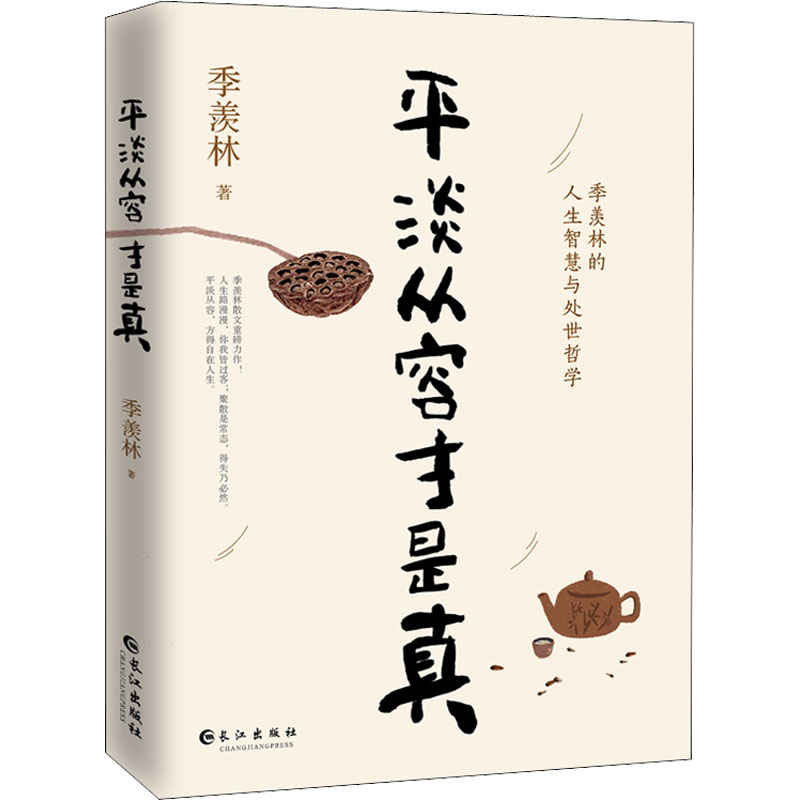 平淡从容才是真
季羡林的
人生智慧与处世哲学
季羡林
著
季羡林散文重磅力作！
人生路漫漫，你我皆过客；聚散是常态，得失乃必然。
平淡从容，方得自在人生。
长江出版社
CHANGJIANGPRESS
平淡从容才是真
季羡林
著
长江出版社
CHANGJIANGPRESS